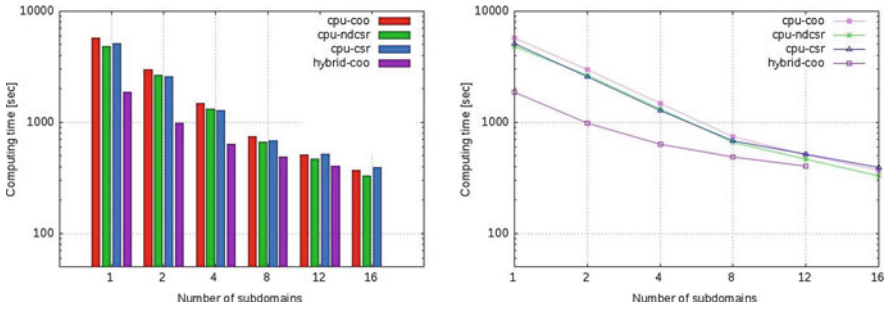 10000
1000
100
Computing time [sec]
cpu-coo
cpu-ndcsr
cpu-csr
hybrid-coo
1 2 4 8 12 16
Number of subdomains
10000
1000
100
Computing time [sec]
cpu-coo
cpu-ndcsr
cpu-csr
hybrid-coo
1 2 4 8 12 16
Number of subdomains